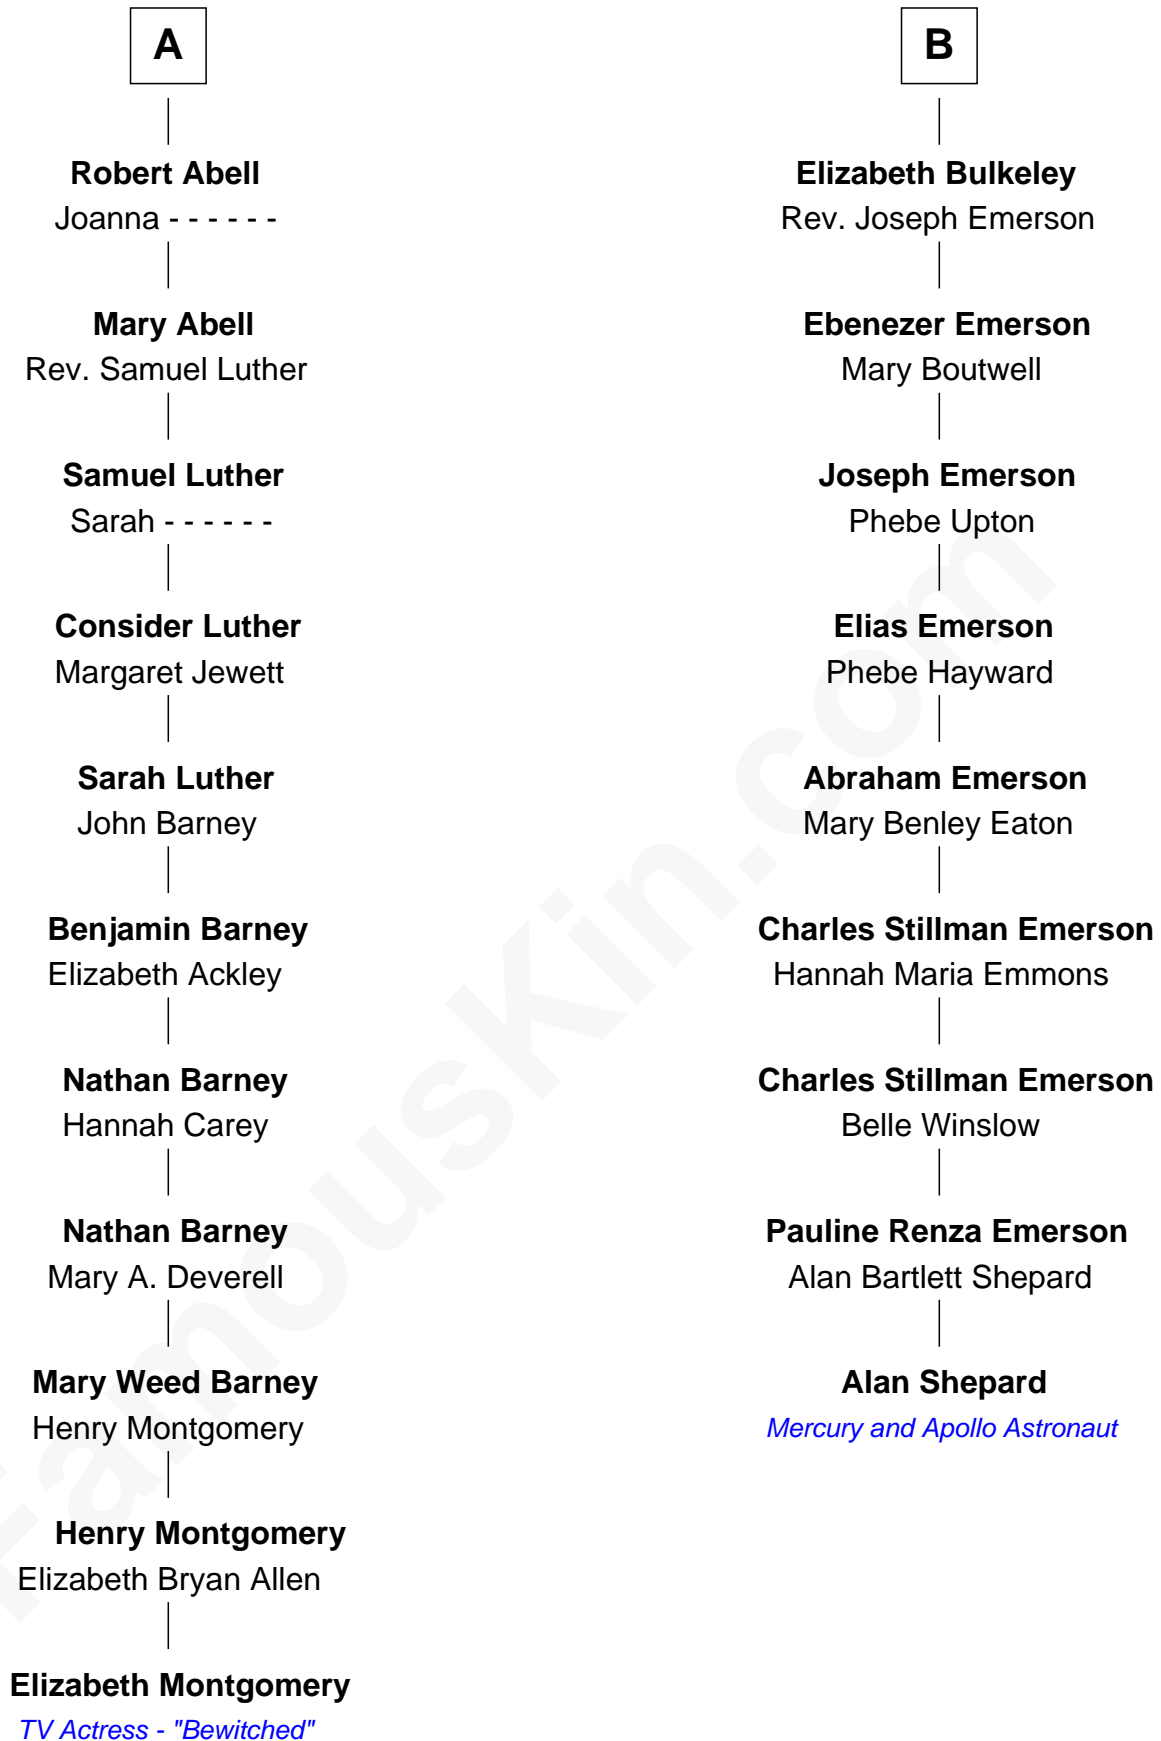 A
Robert Abell
Joanna - - - - - -
Mary Abell
Rev. Samuel Luther
Samuel Luther
Sarah - - - - - -
Consider Luther
Margaret Jewett
Sarah Luther
John Barney
Benjamin Barney
Elizabeth Ackley
Nathan Barney
Hannah Carey
Nathan Barney
Mary A. Deverell
Mary Weed Barney
Henry Montgomery
Henry Montgomery
Elizabeth Bryan Allen
Elizabeth Montgomery
TV Actress - "Bewitched"
B
Elizabeth Bulkeley
Rev. Joseph Emerson
Ebenezer Emerson
Mary Boutwell
Joseph Emerson
Phebe Upton
Elias Emerson
Phebe Hayward
Abraham Emerson
Mary Benley Eaton
Charles Stillman Emerson
Hannah Maria Emmons
Charles Stillman Emerson
Belle Winslow
Pauline Renza Emerson
Alan Bartlett Shepard
Alan Shepard
Mercury and Apollo Astronaut
FamousKin.com